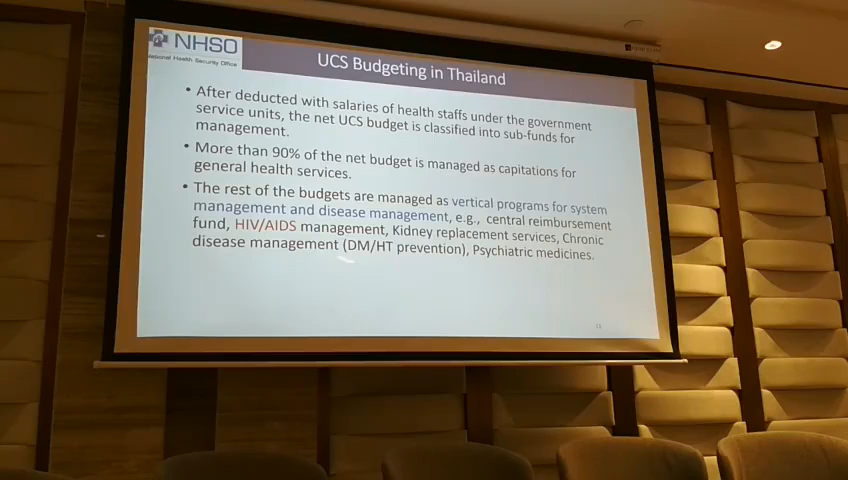 NHSO
National Health Security Office
UCS Budgeting in Thailand
• After deducted with salaries of health staffs under the government
service units, the net UCS budget is classified into sub-funds for
management.
• More than 90% of the net budget is managed as capitations for
general health services.
• The rest of the budgets are managed as vertical programs for system
management and disease management, e.g., central reimbursement
fund, HIV/AIDS management, Kidney replacement services, Chronic
disease management (DM/HT prevention), Psychiatric medicines.